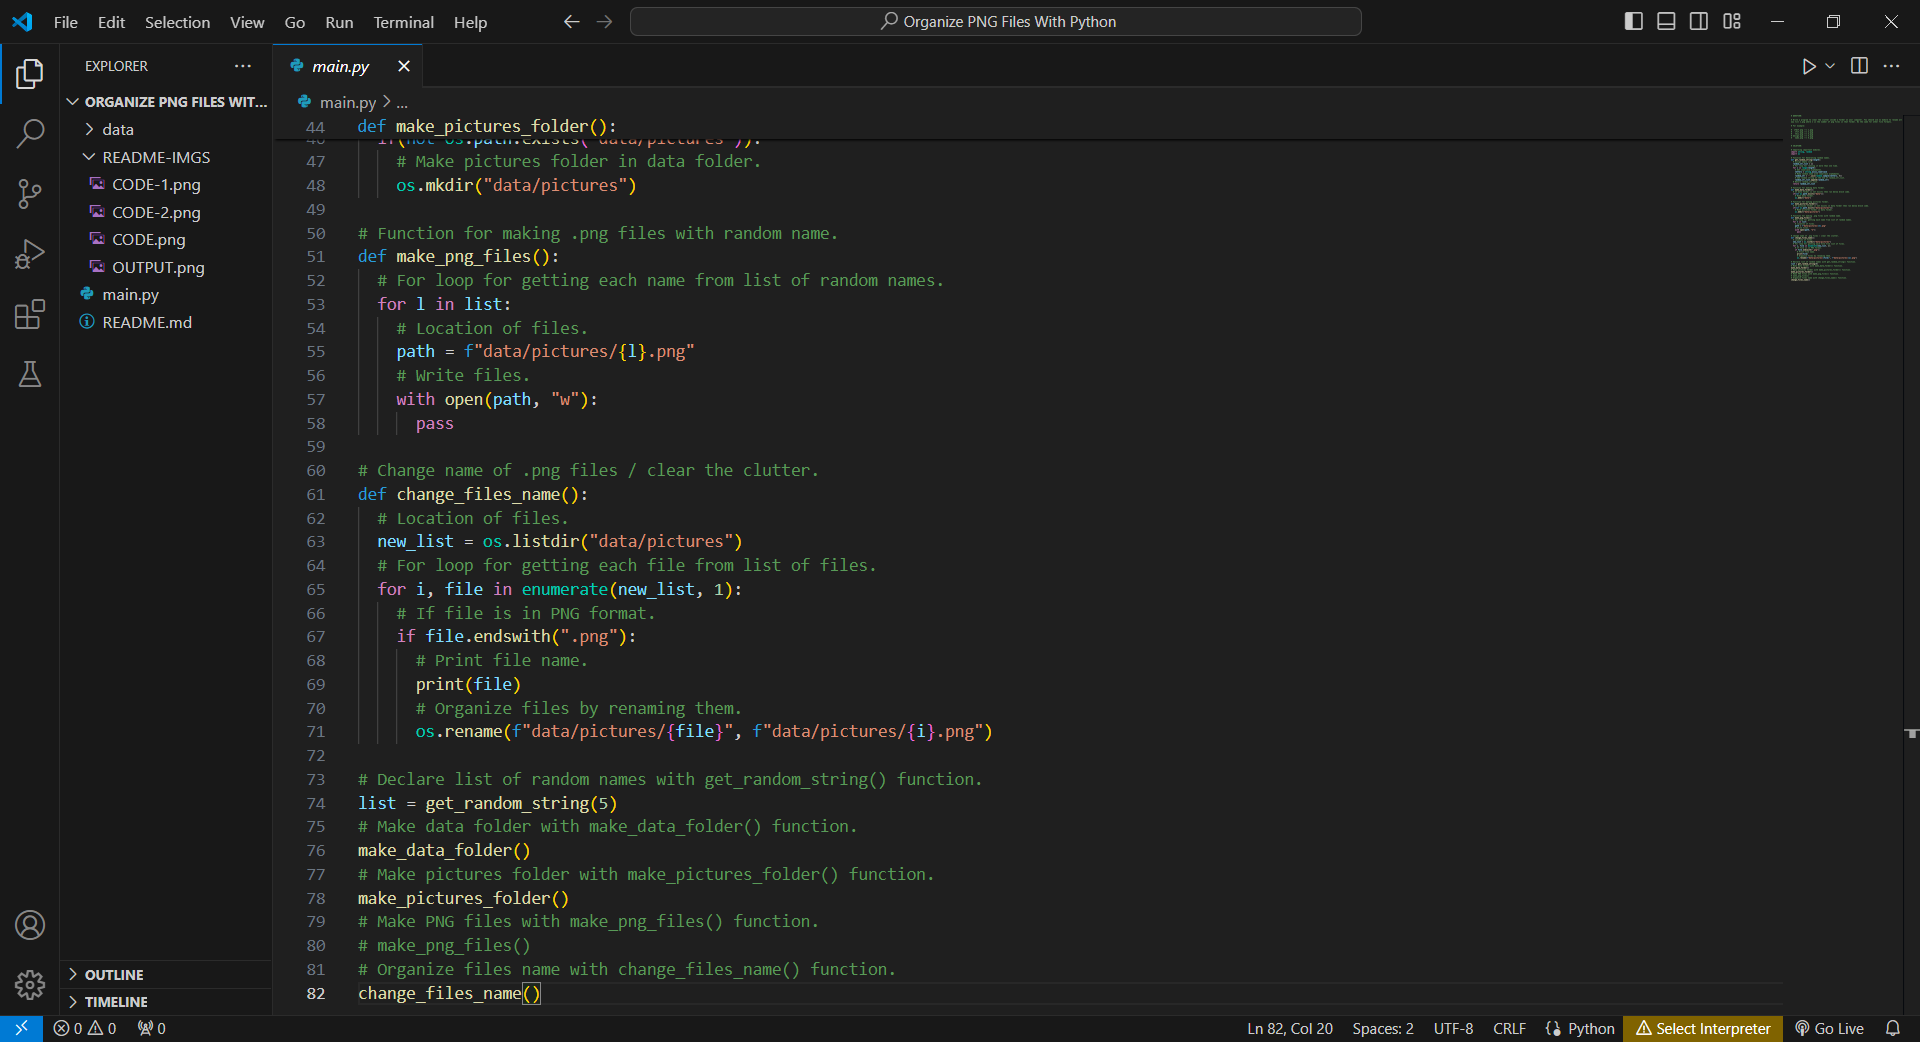 File Edit Selection View Go Run Terminal Help
Organize PNG Files With Python
EXPLORER
ORGANIZE PNG FILES WIT...
data
README-IMGS
CODE-1.png
CODE-2.png
CODE.png
OUTPUT.png
main.py
README.md
OUTLINE
TIMELINE
main.py
main.py > ...
44 def make_pictures_folder():
46 if(not os.path.exists("data/pictures")):
47 # Make pictures folder in data folder.
48 os.mkdir("data/pictures")
49
50 # Function for making .png files with random name.
51 def make_png_files():
52 # For loop for getting each name from list of random names.
53 for l in list:
54 # Location of files.
55 path = f"data/pictures/{l}.png"
56 # Write files.
57 with open(path, "w"):
58 pass
59
60 # Change name of .png files / clear the clutter.
61 def change_files_name():
62 # Location of files.
63 new_list = os.listdir("data/pictures")
64 # For loop for getting each file from list of files.
65 for i, file in enumerate(new_list, 1):
66 # If file is in PNG format.
67 if file.endswith(".png"):
68 # Print file name.
69 print(file)
70 # Organize files by renaming them.
71 os.rename(f"data/pictures/{file}", f"data/pictures/{i}.png")
72
73 # Declare list of random names with get_random_string() function.
74 list = get_random_string(5)
75 # Make data folder with make_data_folder() function.
76 make_data_folder()
77 # Make pictures folder with make_pictures_folder() function.
78 make_pictures_folder()
79 # Make PNG files with make_png_files() function.
80 # make_png_files()
81 # Organize files name with change_files_name() function.
82 change_files_name()
0 0 0
Ln 82, Col 20 Spaces: 2 UTF-8 CRLF Python Select Interpreter Go Live